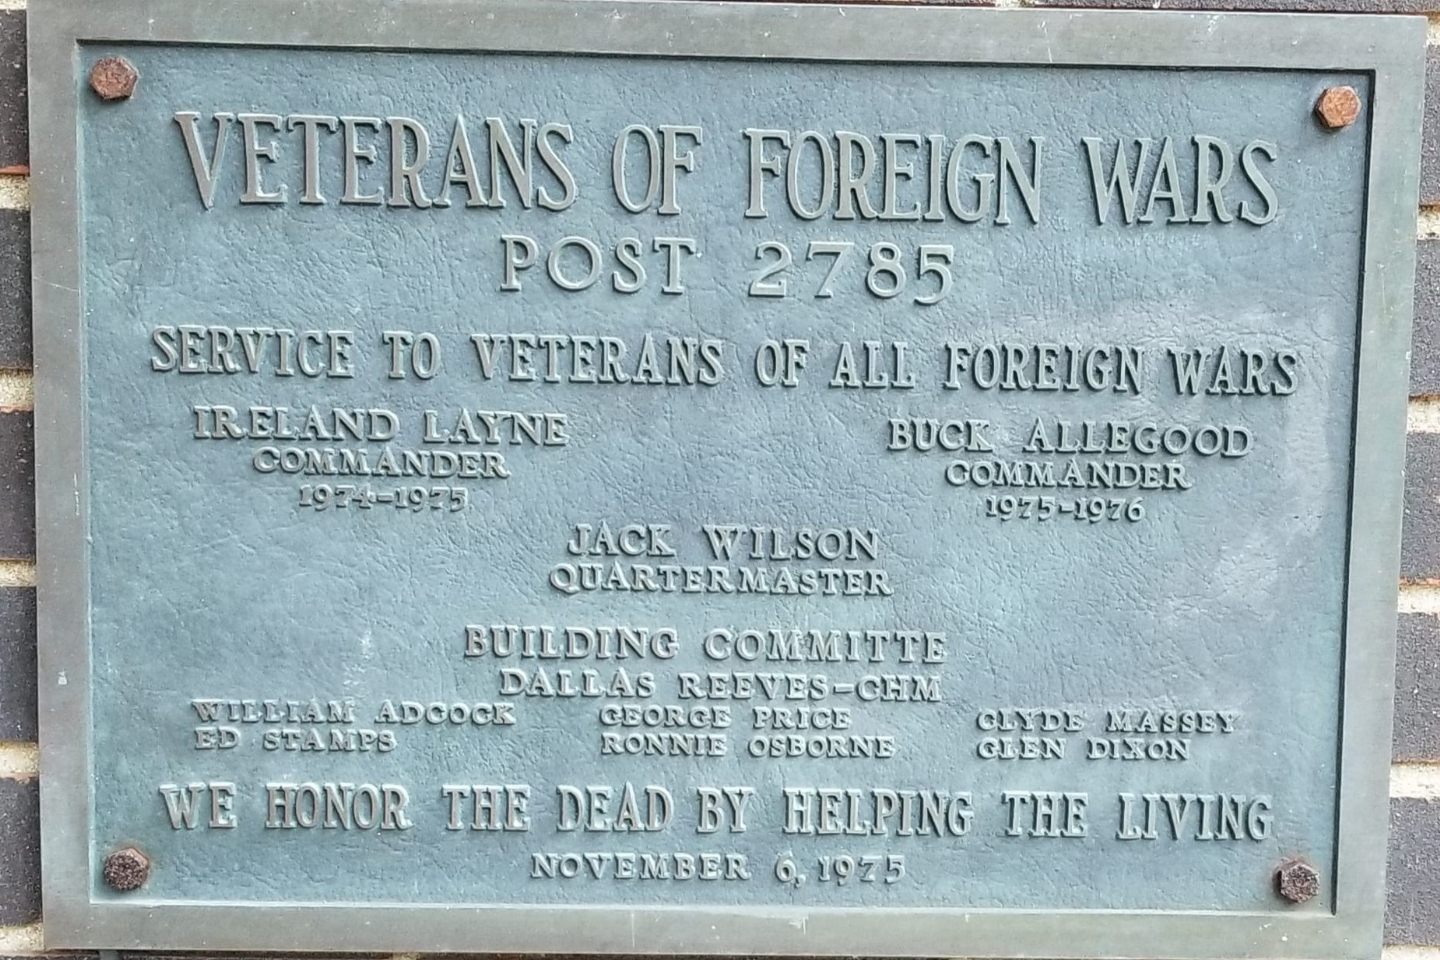 VETERANS OF FOREIGN WARS
POST 2785
SERVICE TO VETERANS OF ALL FOREIGN WARS
IRELAND LAYNE
COMMANDER
1974-1975
BUCK ALLEGOOD
COMMANDER
1975-1976
JACK WILSON
QUARTERMASTER
BUILDING COMMITTE
DALLAS REEVES-CHM
WILLIAM ADCOCK GEORGE PRICE CLYDE MASSEY
ED STAMPS RONNIE OSBORNE GLEN DIXON
WE HONOR THE DEAD BY HELPING THE LIVING
NOVEMBER 6, 1975